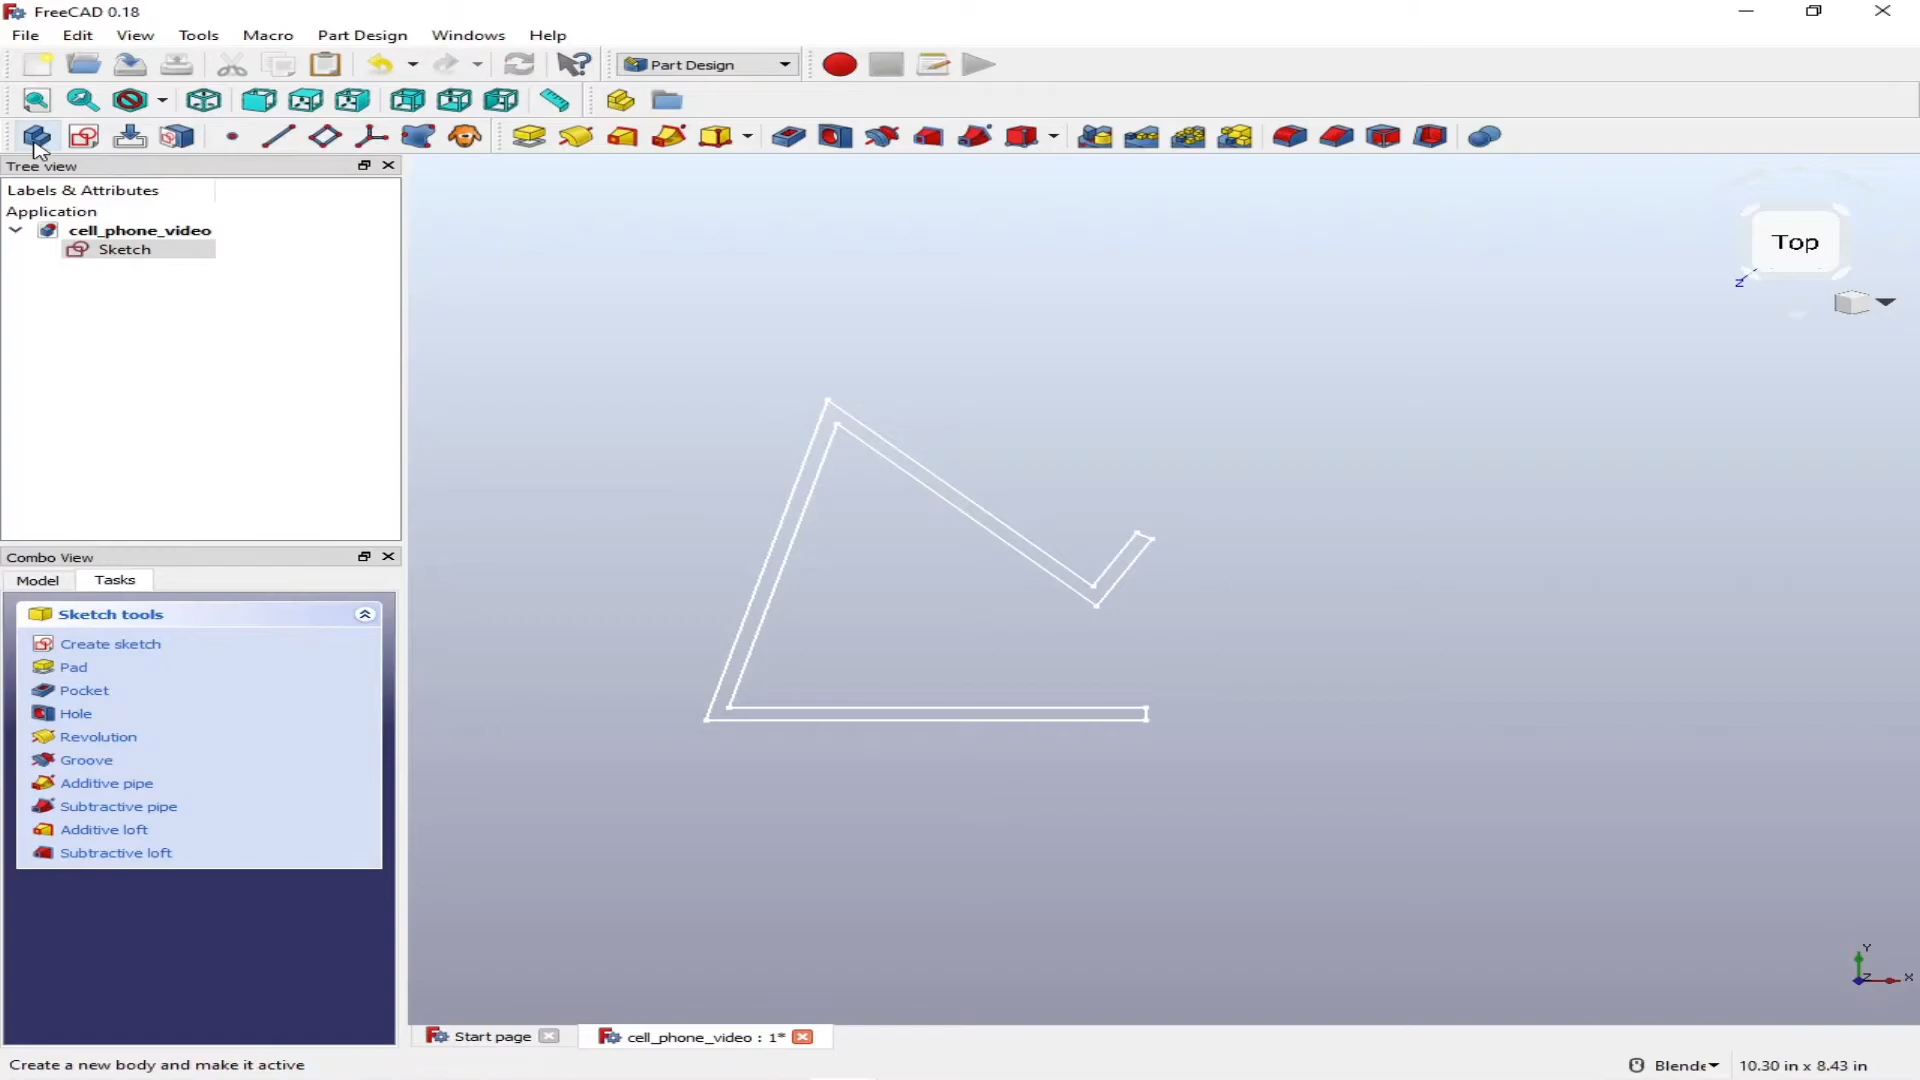 FreeCAD 0.18
File Edit View Tools Macro Part Design Windows Help
Part Design
Tree view
Labels & Attributes
Application
cell_phone_video
Sketch
Top
Z
Combo View
Model Tasks
Sketch tools
Create sketch
Pad
Pocket
Hole
Revolution
Groove
Additive pipe
Subtractive pipe
Additive loft
Subtractive loft
Y
Z X
Start page cell_phone_video : 1*
Create a new body and make it active Blende 10.30 in x 8.43 in